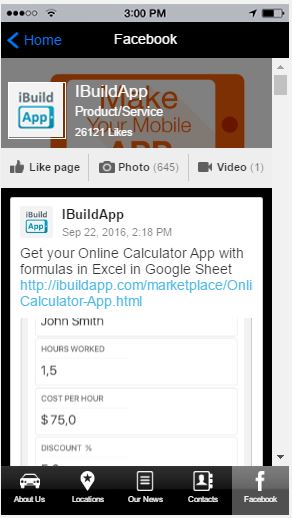 3:00 PM
Home
Facebook
Make
Your Mobile
APP
iBuild
App
IBuildApp
Product/Service
26121 Likes
Like page
Photo (645)
Video (1)
iBuild
App
IBuildApp
Sep 22, 2016, 2:18 PM
Get your Online Calculator App with
formulas in Excel in Google Sheet
http://ibuildapp.com/marketplace/Onli
Calculator-App.html
John Smith
HOURS WORKED
1,5
COST PER HOUR
$ 75,0
DISCOUNT %
About Us
Locations
Our News
Contacts
Facebook